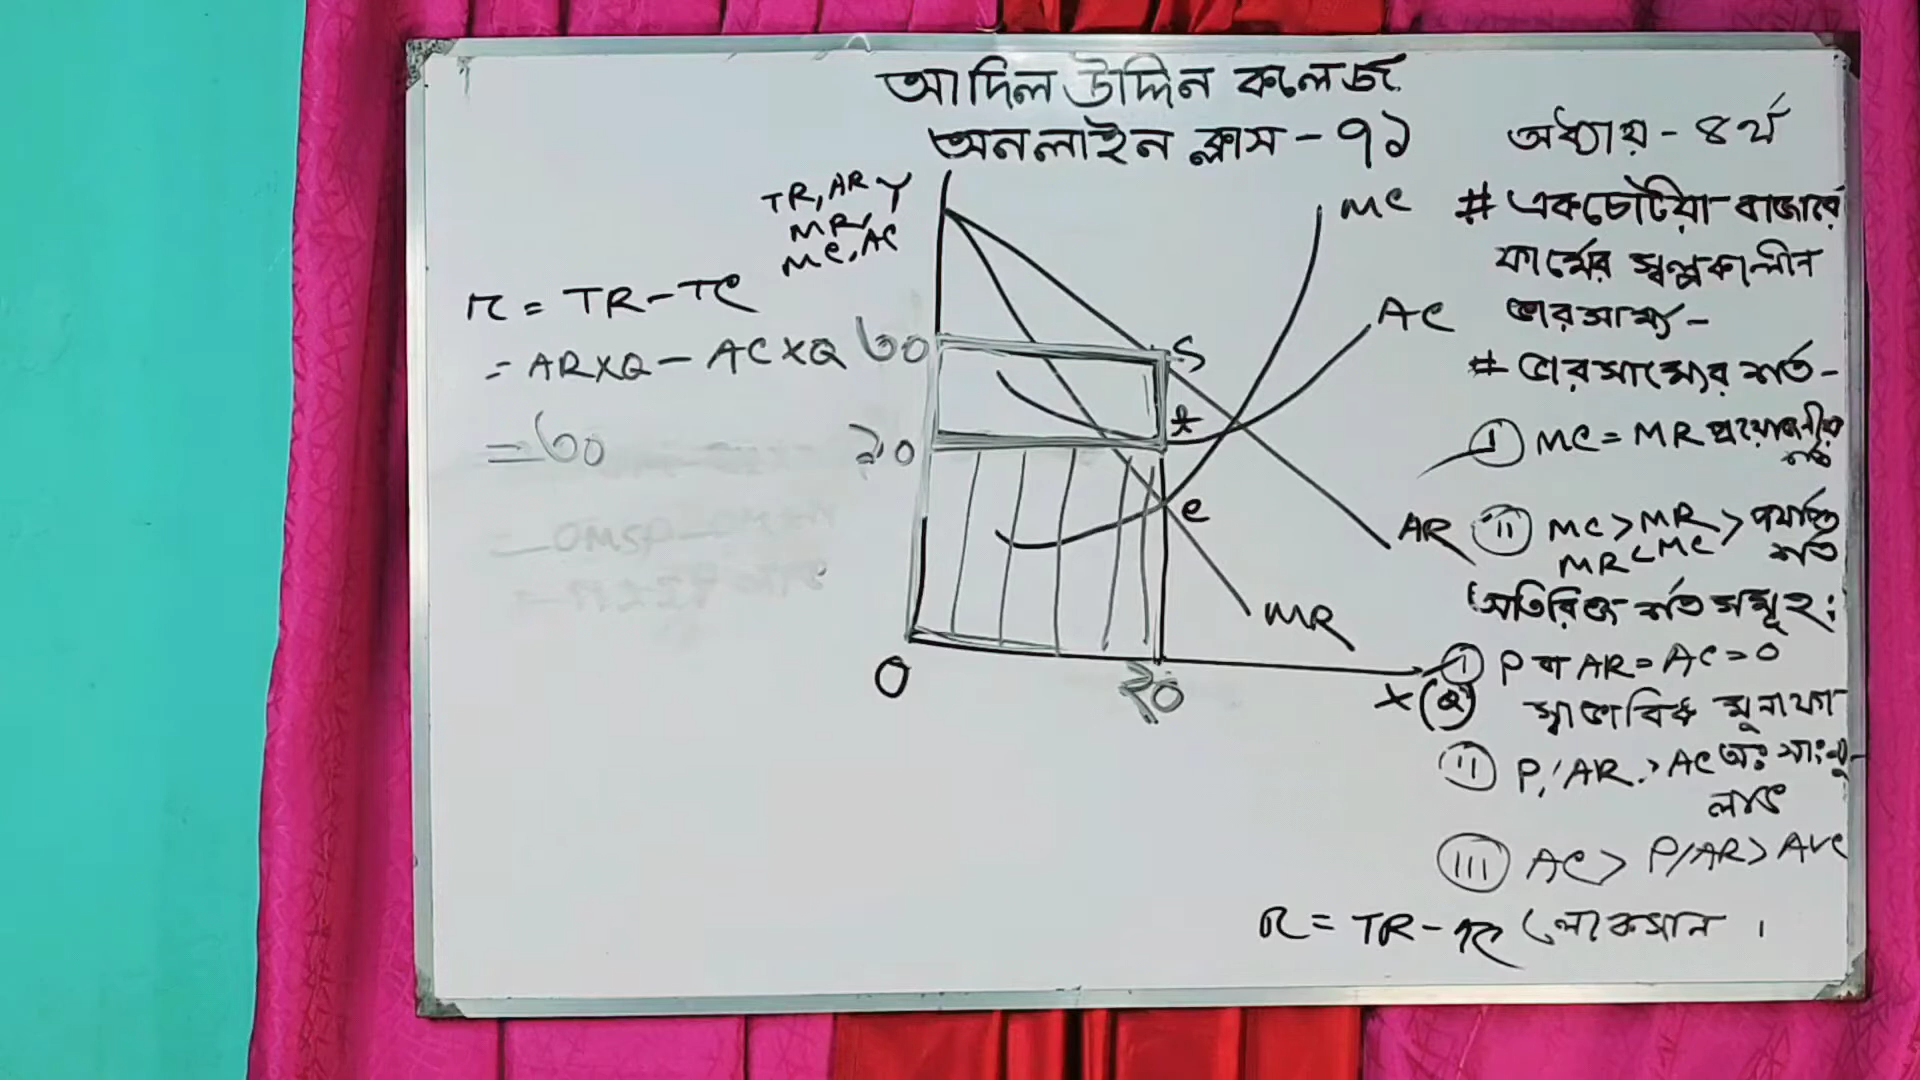 আদিল উদ্দিন কলেজ
অনলাইন ক্লাস - ৭১
অধ্যায় - ৪র্থ
TR, AR Y
MR,
MC, AC
π = TR - TC
= AR×Q - AC×Q
= ৬০
৬০
২০
O
২০
X (Q)
S
t
e
MC
AC
AR
MR
# একচেটিয়া বাজারে
ফার্মের স্বল্পকালীন
ভারসাম্য -
# ভারসাম্যের শর্ত -
(i) MC = MR প্রয়োজনীয়
শর্ত
(ii) MC > MR > পর্যাপ্ত
MR < MC শর্ত
অতিরিক্ত শর্ত সমূহ :
(i) P বা AR = AC = 0
স্বাভাবিক মুনাফা
(ii) P/AR > AC
লাভ
(iii) AC > P/AR > AVC
π = TR - TC লোকসান ।